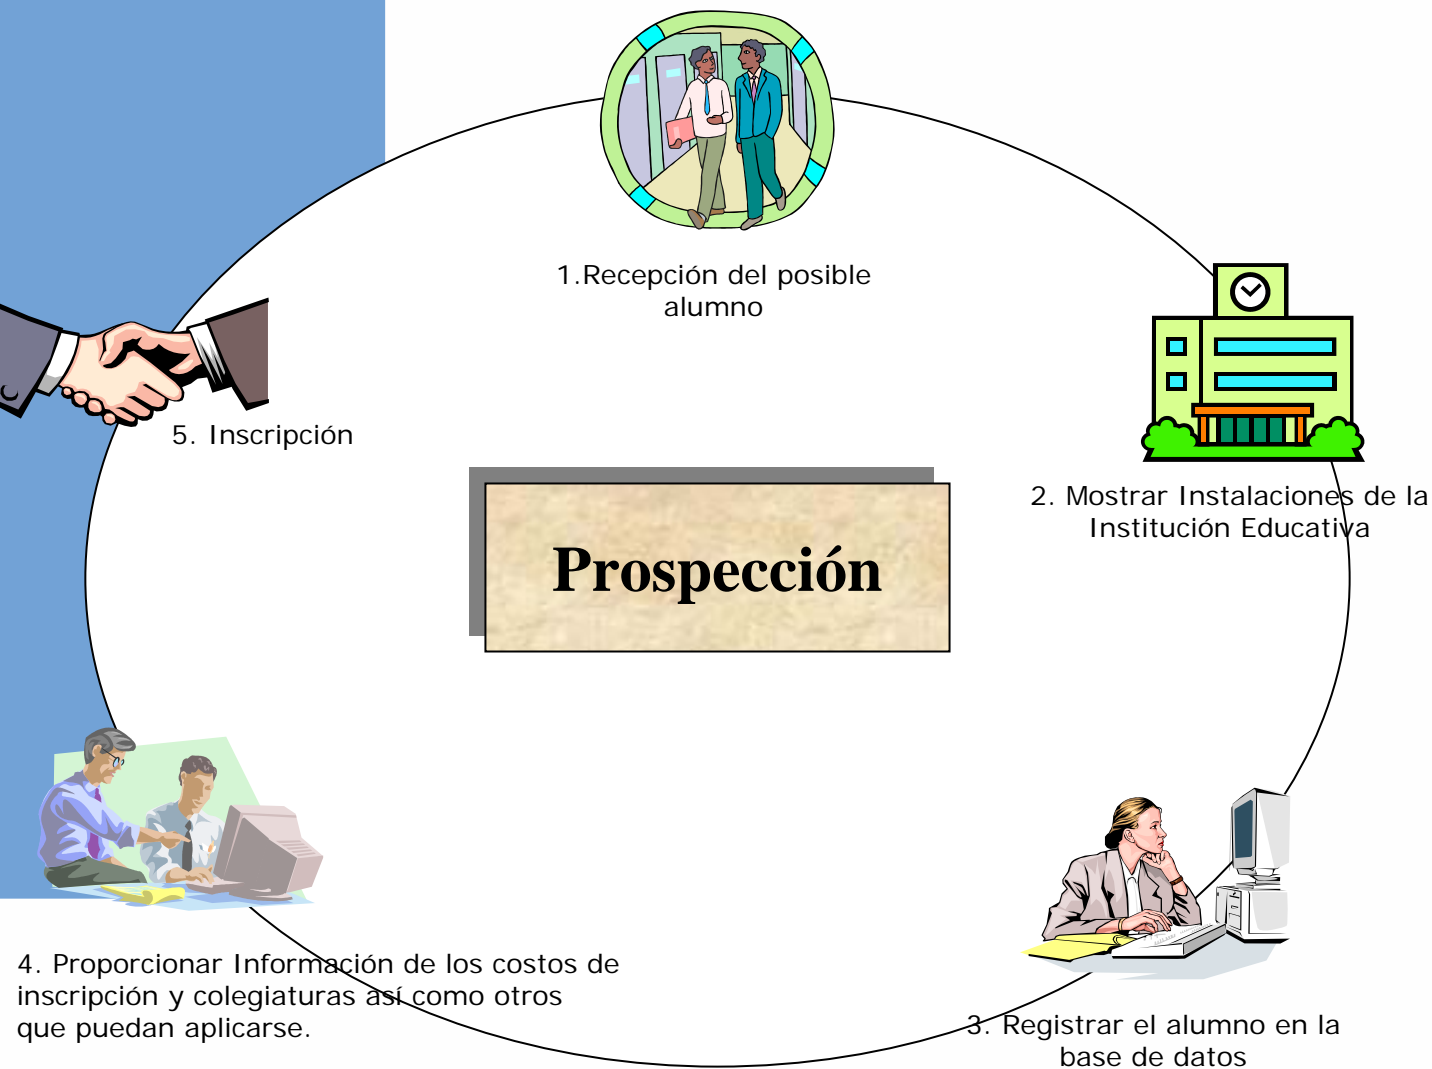 1.Recepción del posible
alumno
2. Mostrar Instalaciones de la
Institución Educativa
5. Inscripción
Prospección
4. Proporcionar Información de los costos de
inscripción y colegiaturas así como otros
que puedan aplicarse.
3. Registrar el alumno en la
base de datos